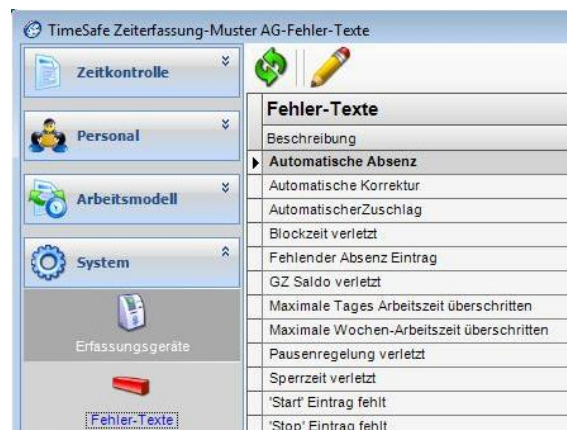 TimeSafe Zeiterfassung-Muster AG-Fehler-Texte
Zeitkontrolle
Personal
Arbeitsmodell
System
Erfassungsgeräte
Fehler-Texte
Fehler-Texte
Beschreibung
Automatische Absenz
Automatische Korrektur
AutomatischerZuschlag
Blockzeit verletzt
Fehlender Absenz Eintrag
GZ Saldo verletzt
Maximale Tages Arbeitszeit überschritten
Maximale Wochen-Arbeitszeit überschritten
Pausenregelung verletzt
Sperrzeit verletzt
'Start' Eintrag fehlt
'Stop' Eintrag fehlt